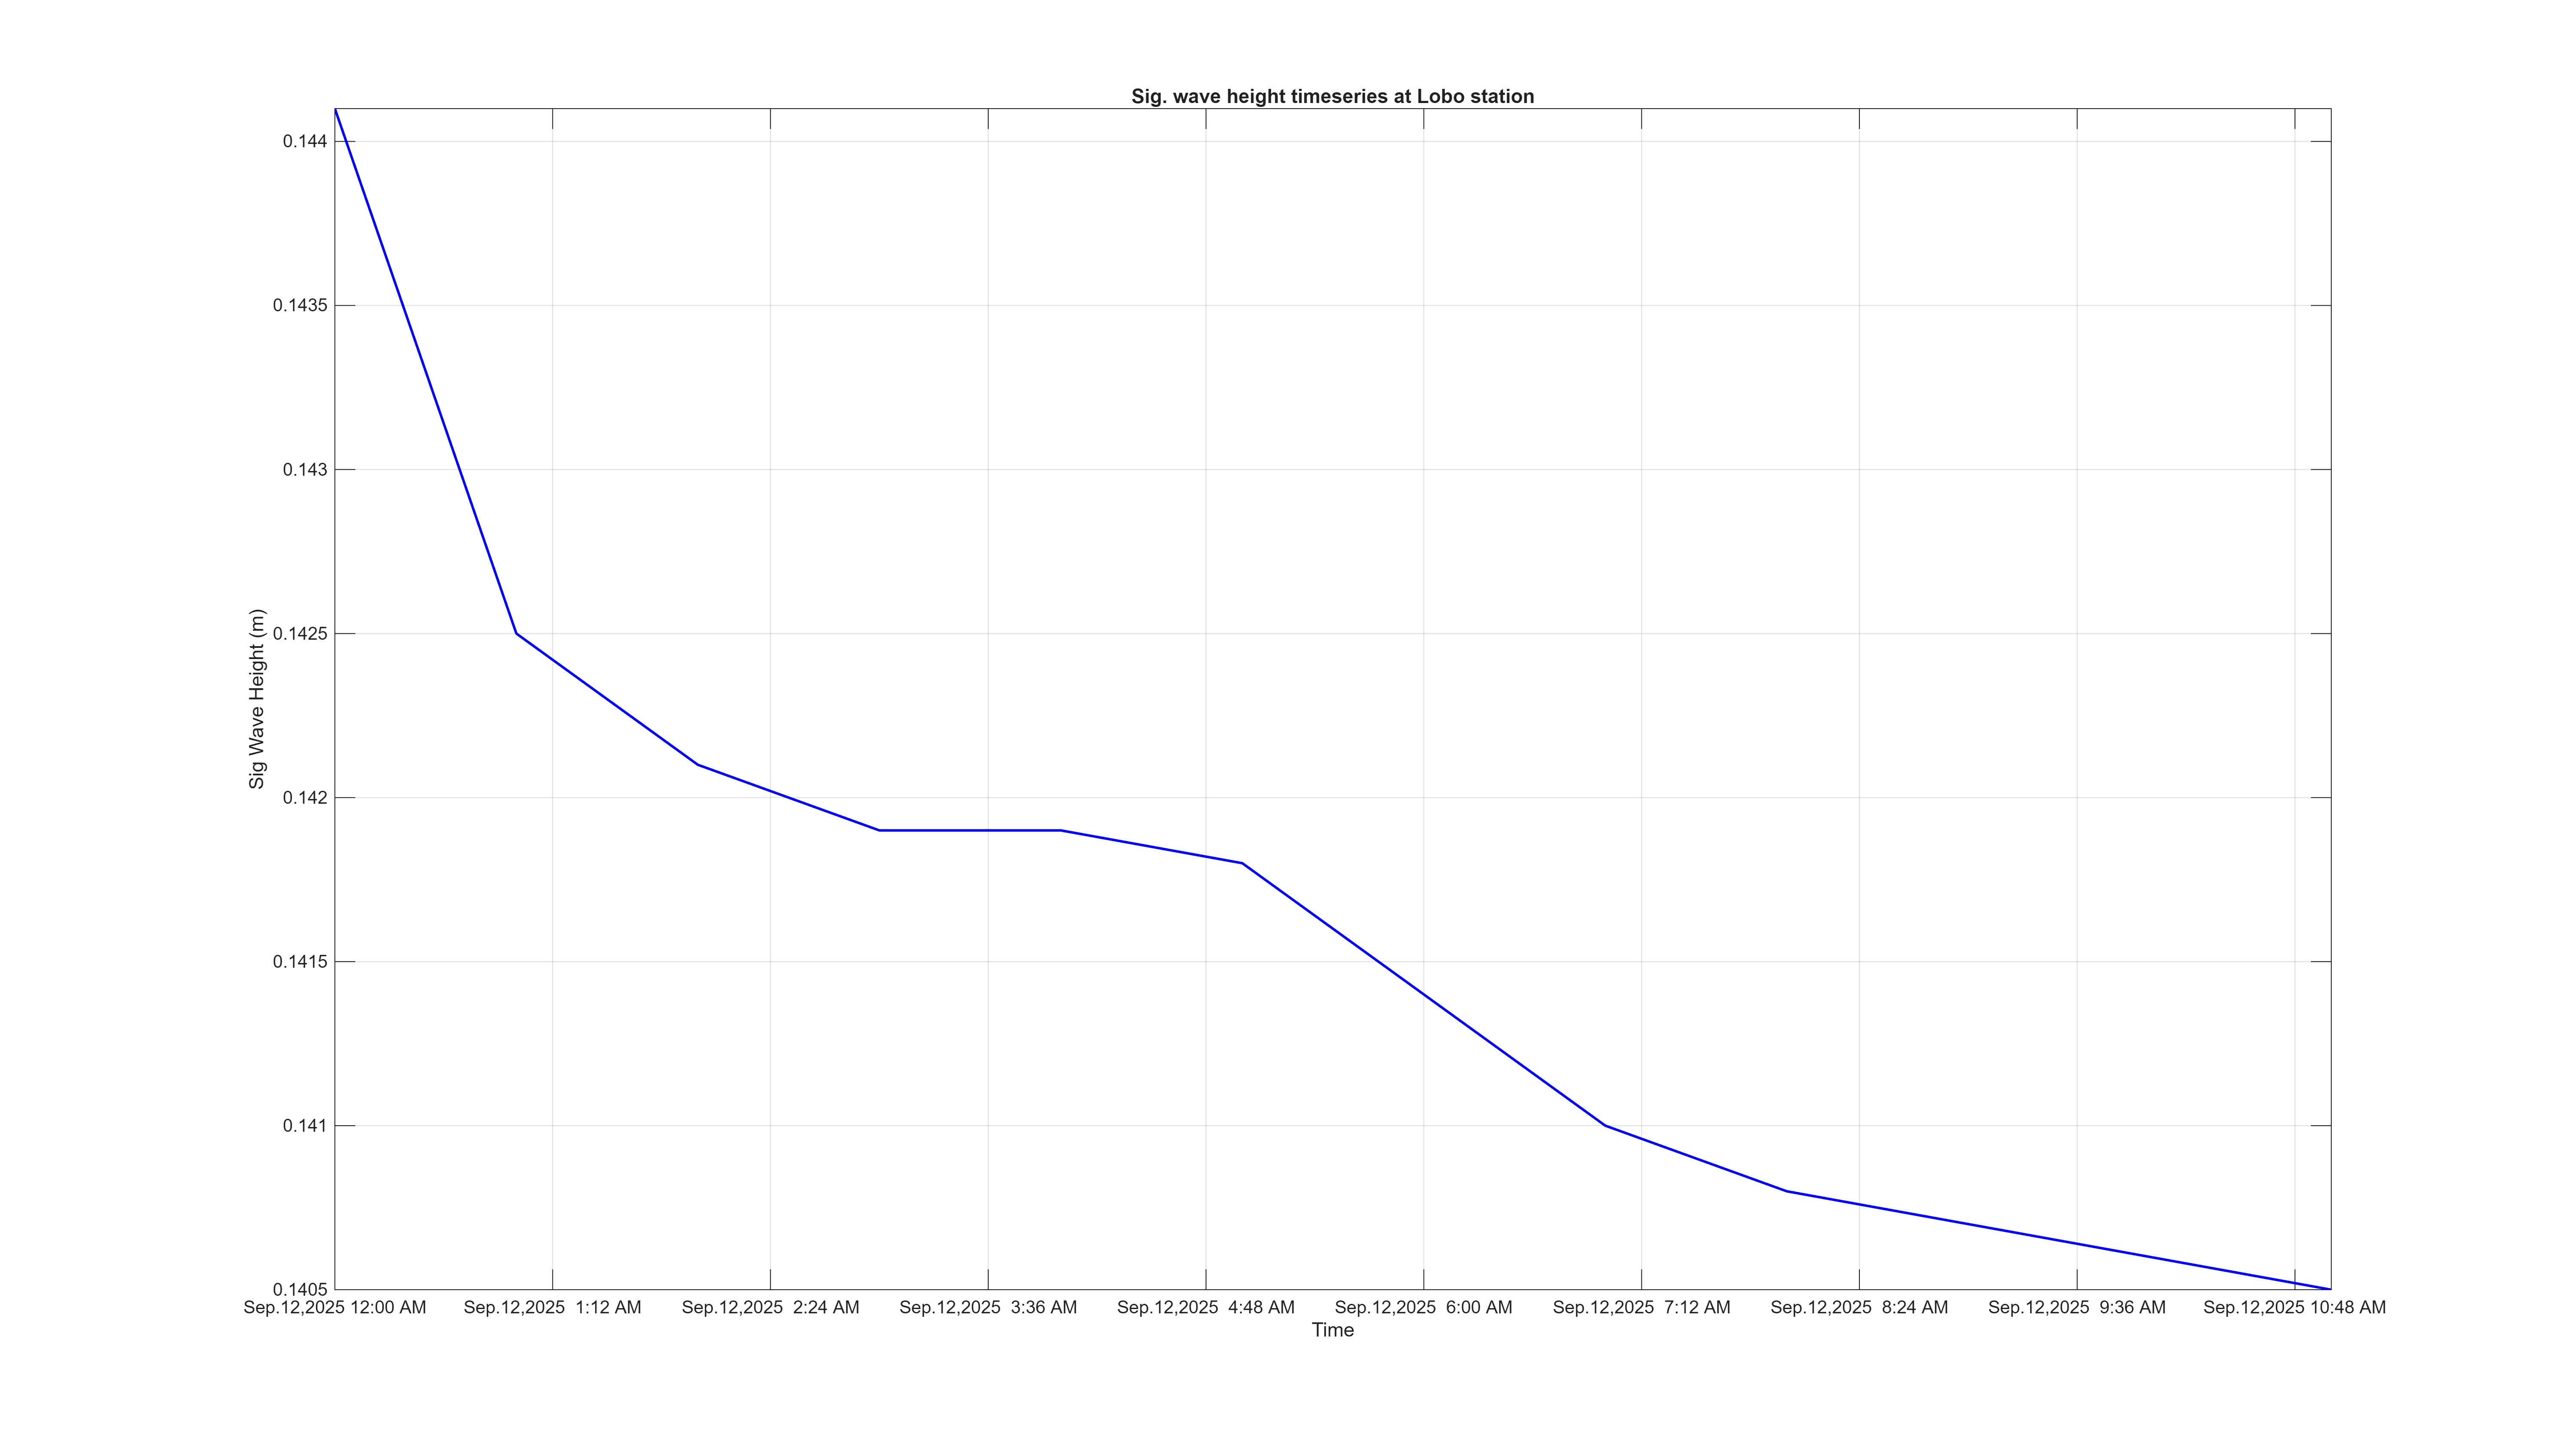 Sig. wave height timeseries at Lobo station
0.144
0.1435
0.143
0.1425
0.142
0.1415
0.141
0.1405
Sig Wave Height (m)
Sep.12,2025 12:00 AM
Sep.12,2025  1:12 AM
Sep.12,2025  2:24 AM
Sep.12,2025  3:36 AM
Sep.12,2025  4:48 AM
Sep.12,2025  6:00 AM
Sep.12,2025  7:12 AM
Sep.12,2025  8:24 AM
Sep.12,2025  9:36 AM
Sep.12,2025 10:48 AM
Time